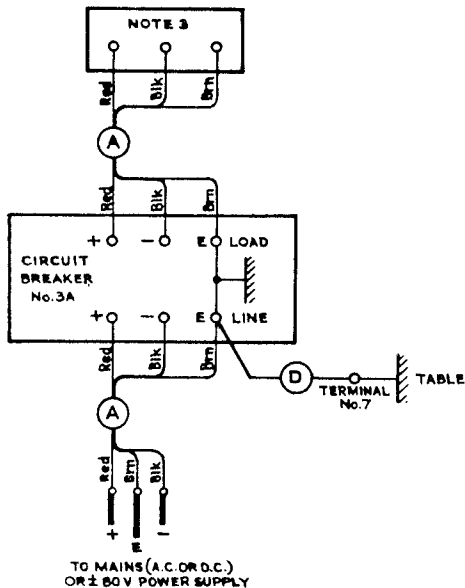 NOTE 3
Red Blk Brn
A
Red Blk Brn
+ - E LOAD
CIRCUIT
BREAKER
No.3A
+ - E LINE
Red Blk Brn
D
TERMINAL
No.7
TABLE
A
Red Brn Blk
+ E -
TO MAINS (A.C. OR D.C.)
OR ± 80V POWER SUPPLY